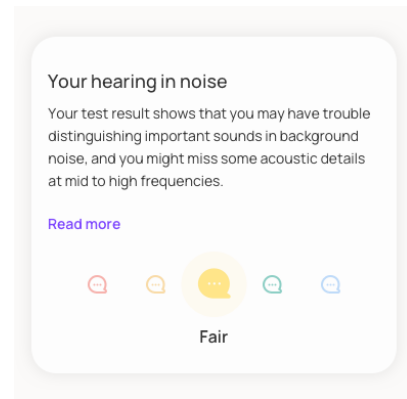 Your hearing in noise
Your test result shows that you may have trouble
distinguishing important sounds in background
noise, and you might miss some acoustic details
at mid to high frequencies.
Read more
Fair